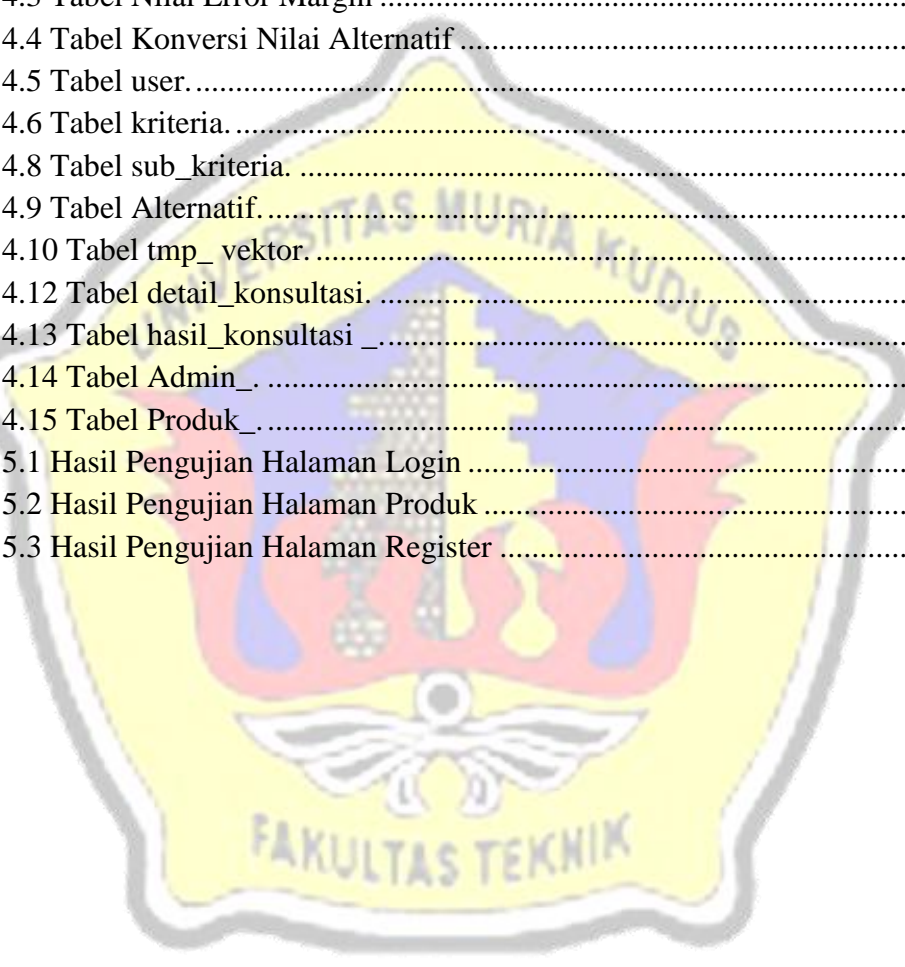 4.3 Tabel Nilai Error Margin ................................................................
4.4 Tabel Konversi Nilai Alternatif ........................................................
4.5 Tabel user. ..........................................................................................
4.6 Tabel kriteria. .....................................................................................
4.8 Tabel sub_kriteria. .............................................................................
4.9 Tabel Alternatif. .................................................................................
4.10 Tabel tmp_ vektor. ...........................................................................
4.12 Tabel detail_konsultasi. ...................................................................
4.13 Tabel hasil_konsultasi _. ..................................................................
4.14 Tabel Admin_. .................................................................................
4.15 Tabel Produk_. .................................................................................
5.1 Hasil Pengujian Halaman Login .......................................................
5.2 Hasil Pengujian Halaman Produk .....................................................
5.3 Hasil Pengujian Halaman Register ...................................................
UNIVERSITAS MURIA KUDUS
FAKULTAS TEKNIK